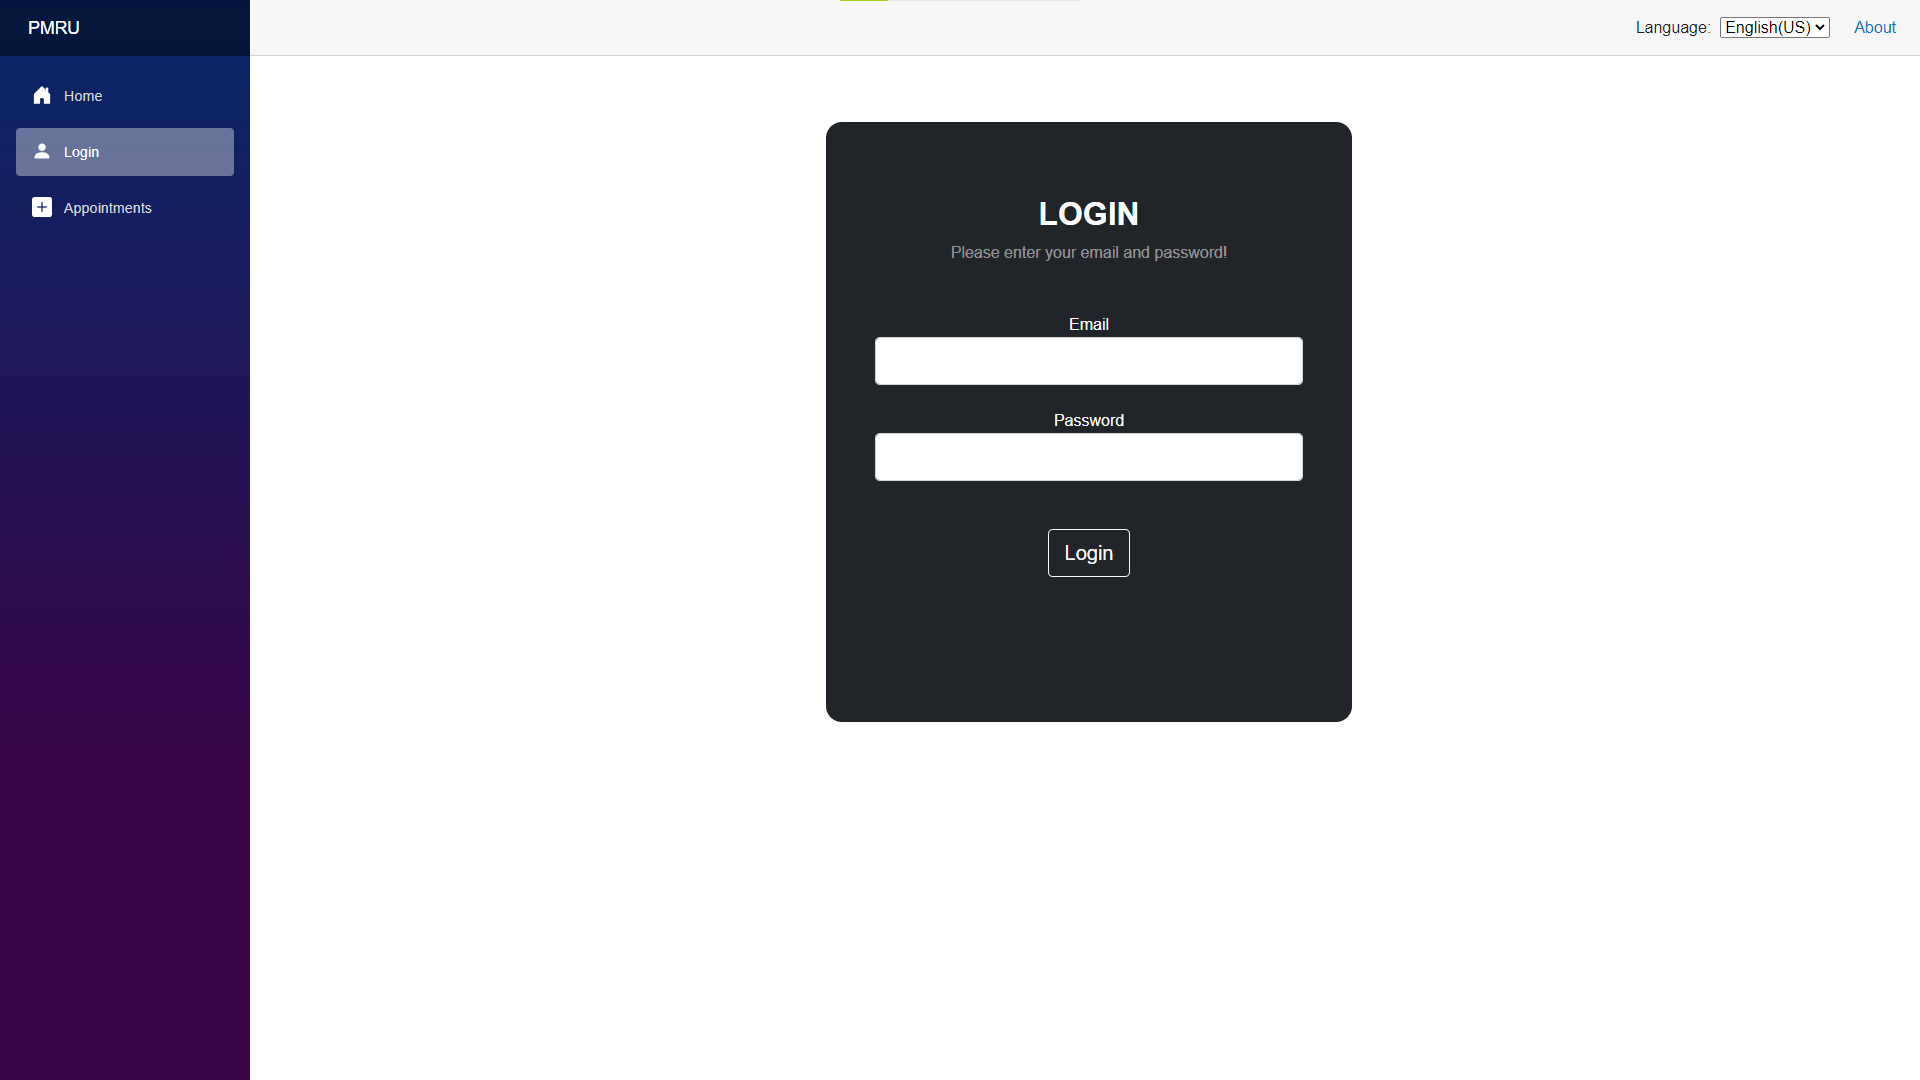 PMRU
Language: English(US) About
Home
Login
Appointments
LOGIN
Please enter your email and password!
Email
Password
Login